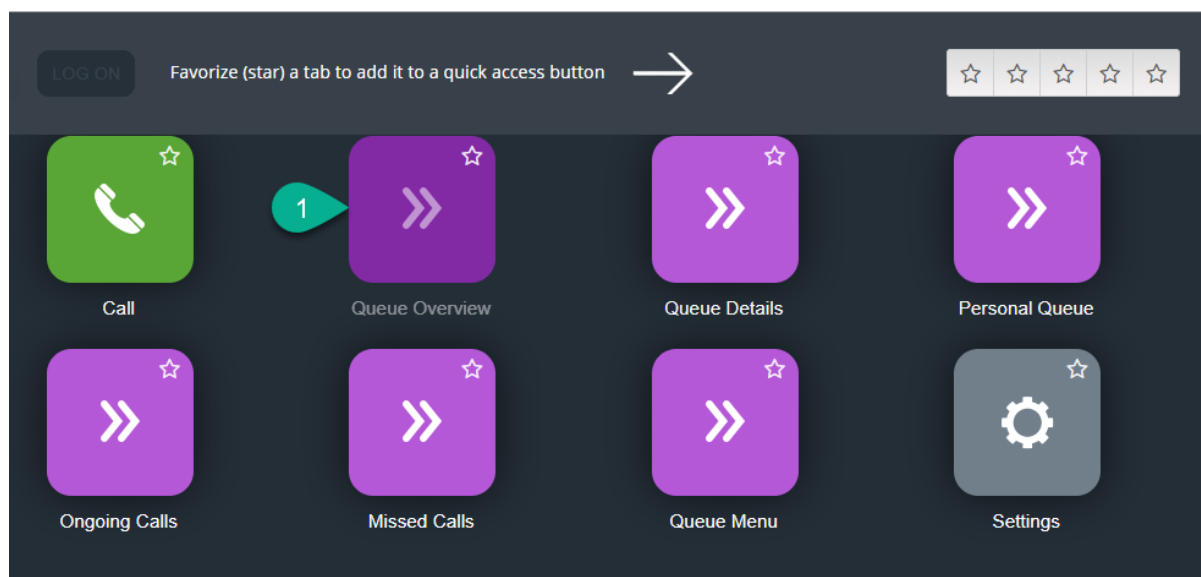 LOG ON
Favorize (star) a tab to add it to a quick access button
1
Call
Queue Overview
Queue Details
Personal Queue
Ongoing Calls
Missed Calls
Queue Menu
Settings